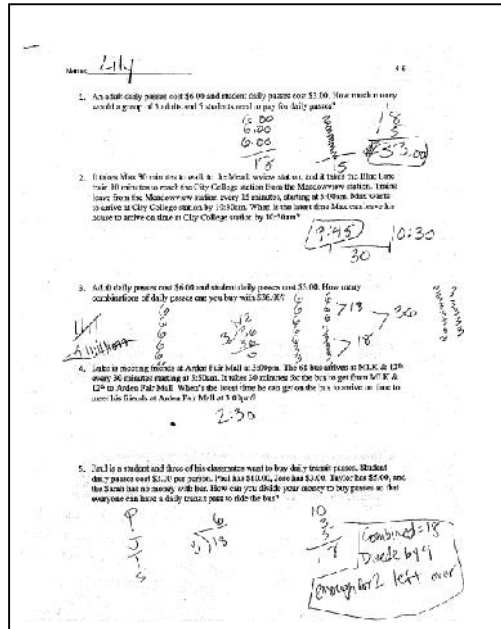 Name: Lily
4-6
1. An adult daily passes cost $6.00 and student daily passes cost $3.00. How much money
would a group of 3 adults and 5 students need to pay for daily passes?
6.00
6.00
6.00
18
15
18
$33.00
2. It takes Max 30 minutes to walk to the Meadowview station, and it takes the Blue Line
train 10 minutes to reach the City College station from the Meadowview station. Trains
leave from the Meadowview station every 15 minutes, starting at 5:00am. Max wants
to arrive at City College station by 10:30am. What is the latest time Max can leave his
house to arrive on time at City College station by 10:30am?
10:30
30
3. Adult daily passes cost $6.00 and student daily passes cost $3.00. How many
combinations of daily passes can you buy with $36.00?
12
18
18
4. Luke is meeting friends at Arden Fair Mall at 3:00pm. The 68 bus arrives at MLK & 12th
every 30 minutes starting at 5:50am. It takes 30 minutes for the bus to get from MLK &
12th to Arden Fair Mall. When's the latest time he can get on the bus to arrive on time to
meet his friends at Arden Fair Mall at 3:00pm?
2:30
5. Paul is a student and three of his classmates want to buy daily transit passes. Student
daily passes cost $3.00 per person. Paul has $10.00, Jose has $3.00, Taylor has $5.00, and
the Sarah has no money with her. How can you divide your money to buy passes so that
everyone can have a daily transit pass to ride the bus?
P
J
T
S
6
18
10
Combined = 18
Divide by 4
enough for 2 left over